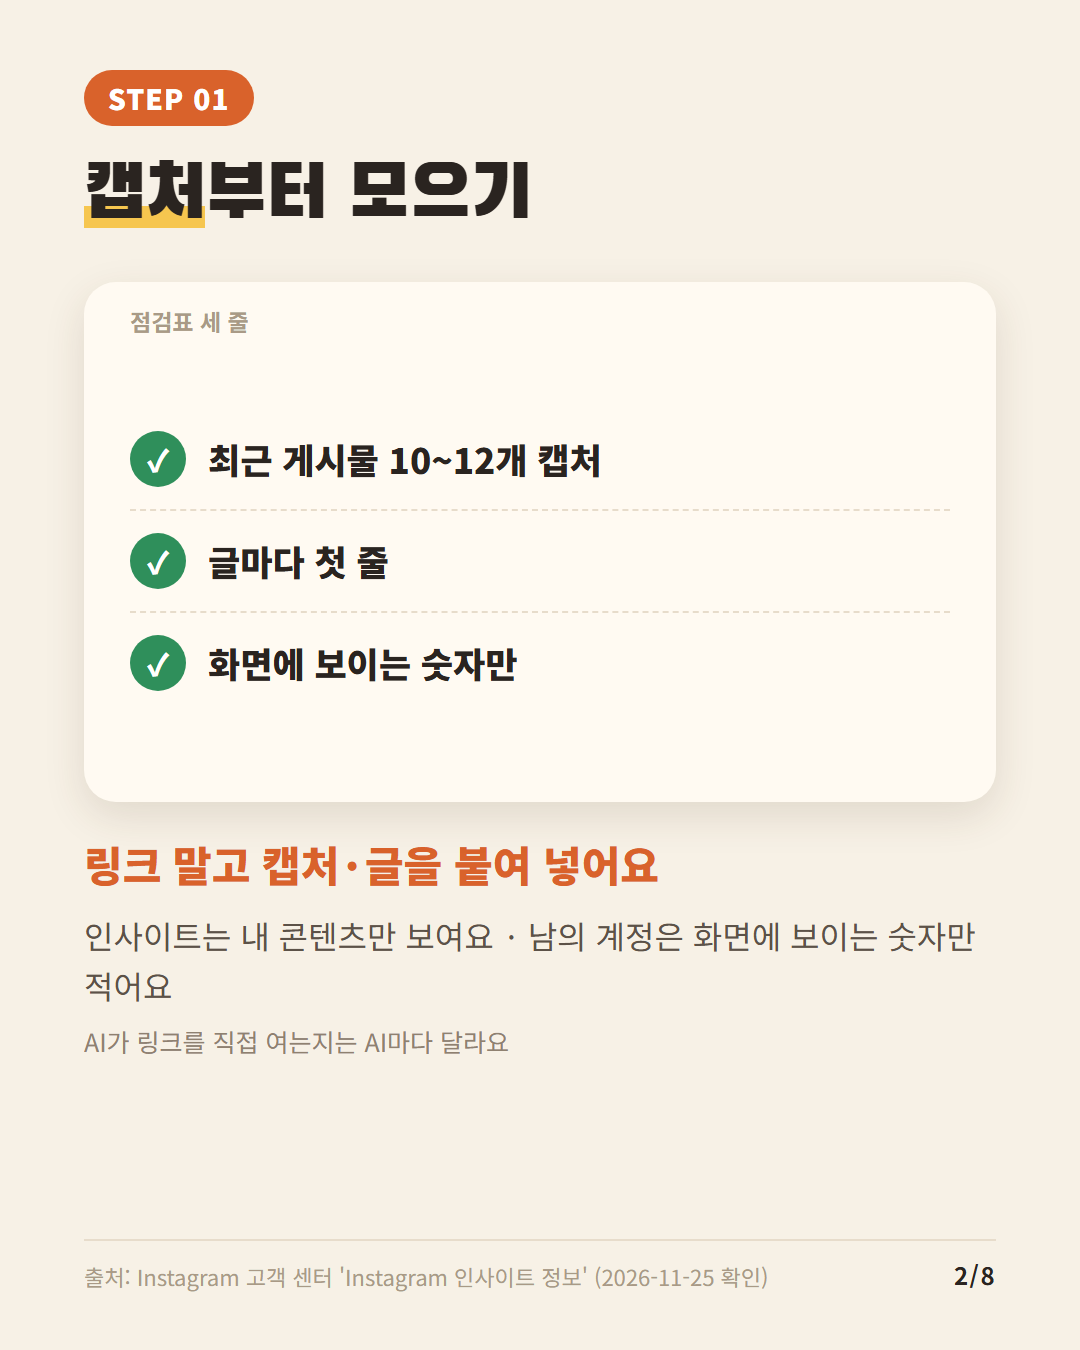 STEP 01
캡처부터 모으기
점검표 세 줄
✓ 최근 게시물 10~12개 캡처
✓ 글마다 첫 줄
✓ 화면에 보이는 숫자만
링크 말고 캡처·글을 붙여 넣어요
인사이트는 내 콘텐츠만 보여요 · 남의 계정은 화면에 보이는 숫자만
적어요
AI가 링크를 직접 여는지는 AI마다 달라요
출처: Instagram 고객 센터 'Instagram 인사이트 정보' (2026-11-25 확인)
2/8